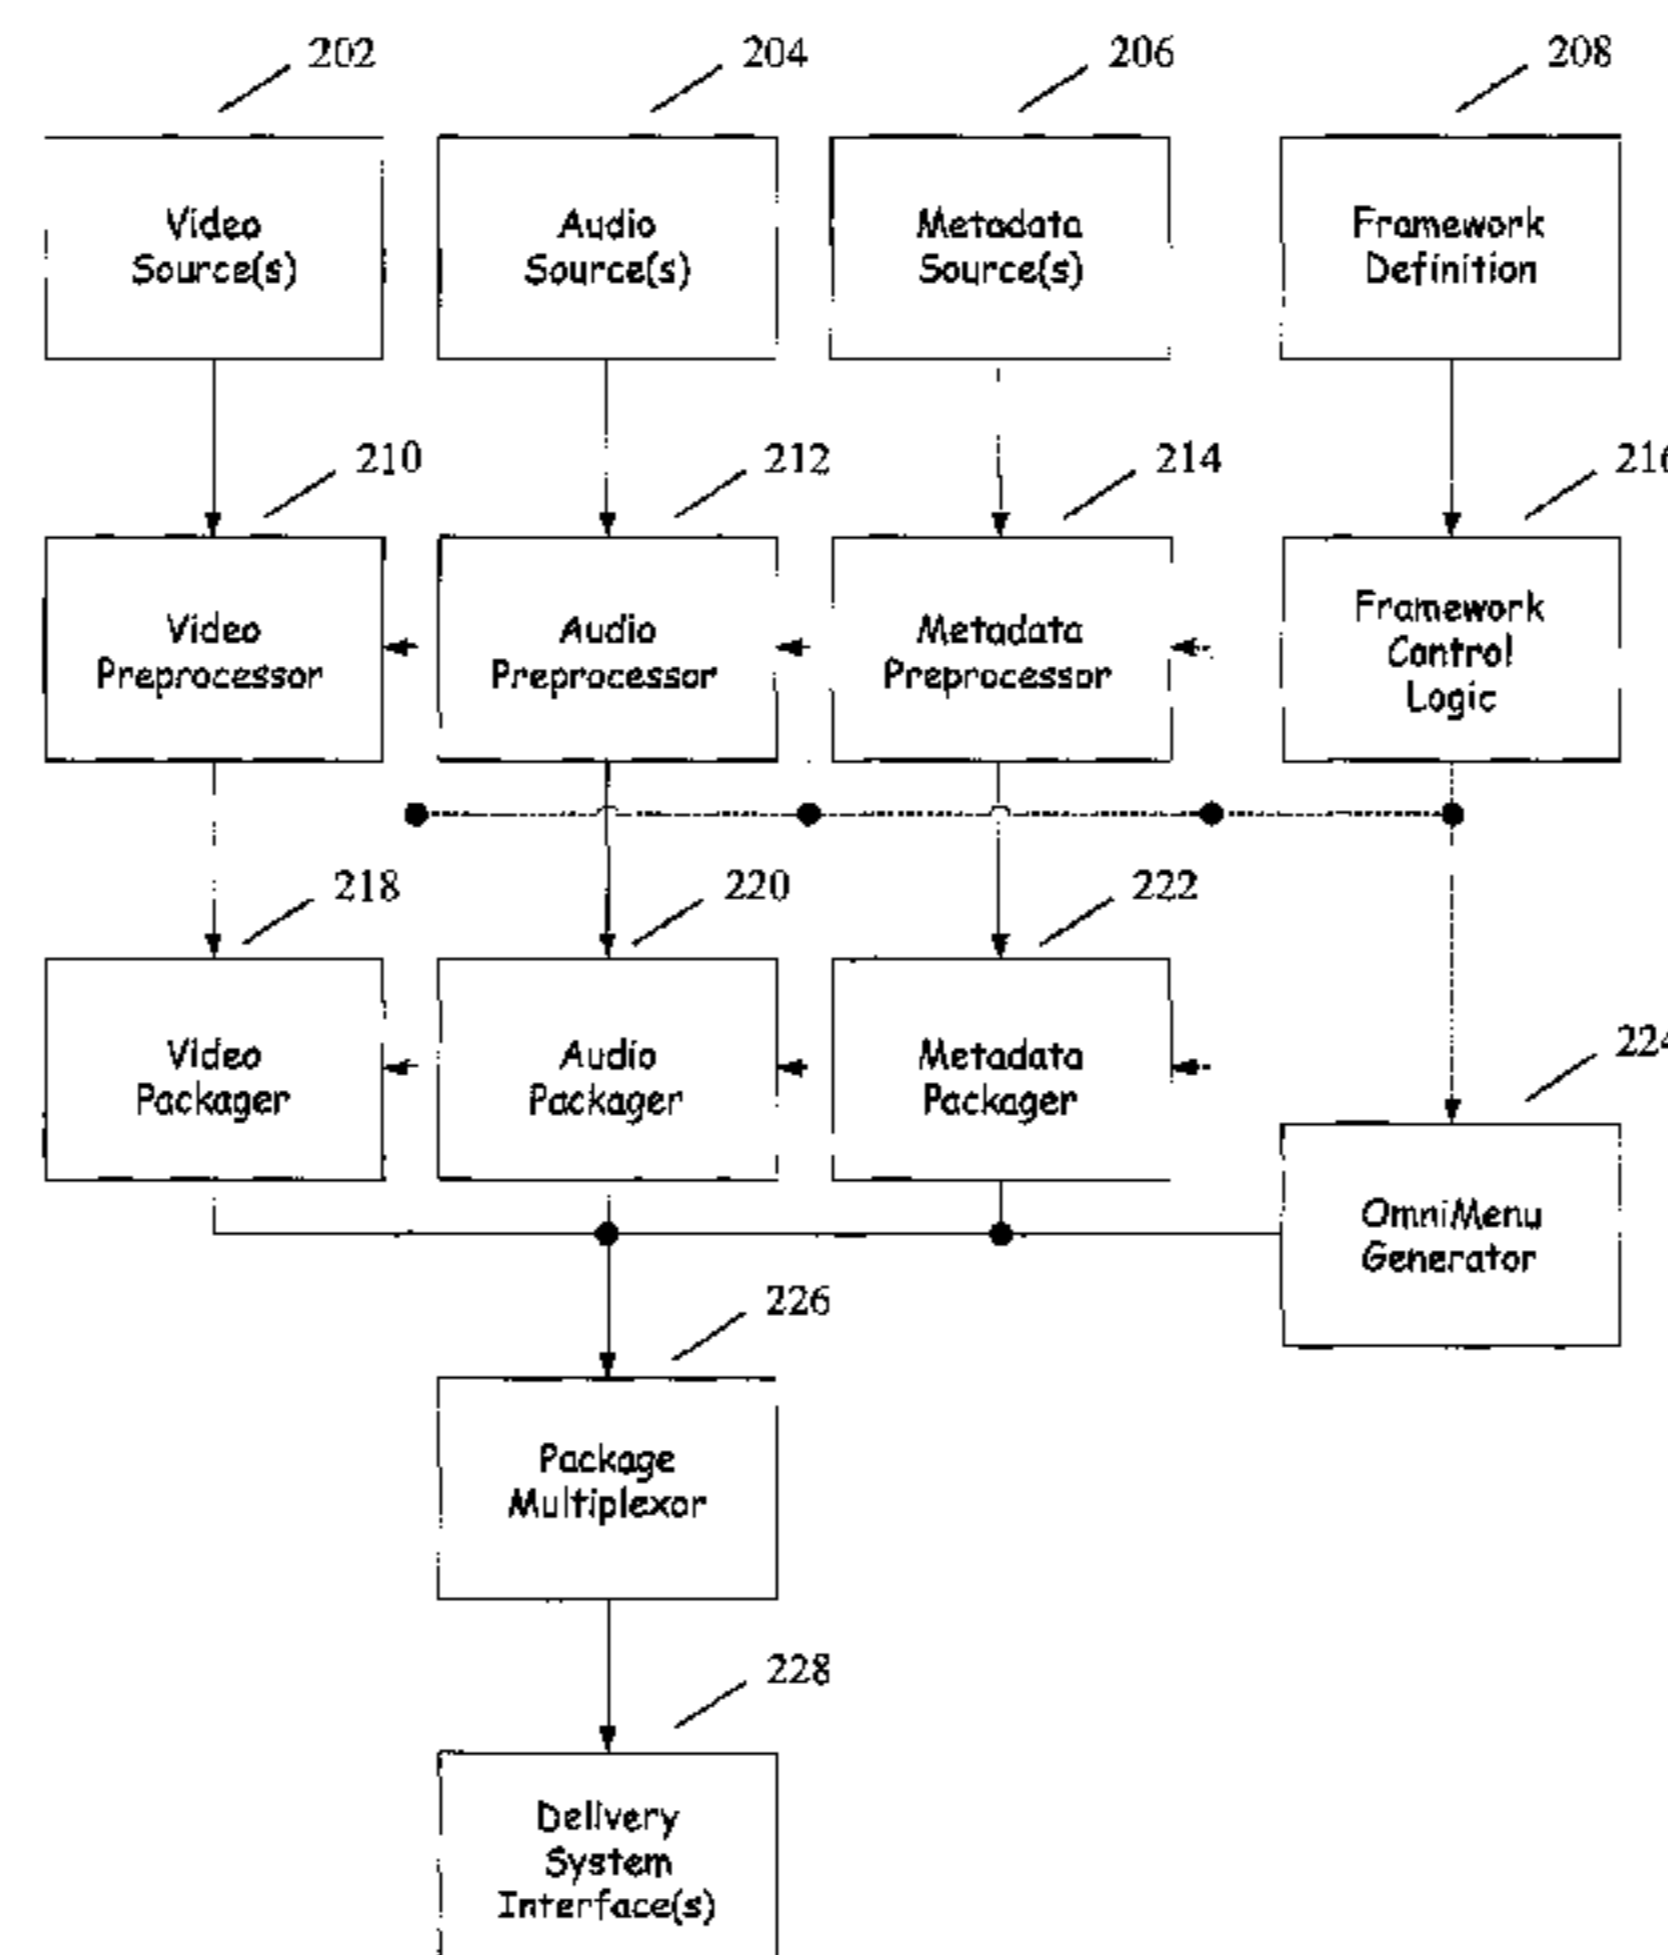 202
204
206
208
Video
Source(s)
Audio
Source(s)
Metadata
Source(s)
Framework
Definition
210
212
214
216
Video
Preprocessor
Audio
Preprocessor
Metadata
Preprocessor
Framework
Control
Logic
218
220
222
224
Video
Packager
Audio
Packager
Metadata
Packager
OmniMenu
Generator
226
Package
Multiplexor
228
Delivery
System
Interface(s)